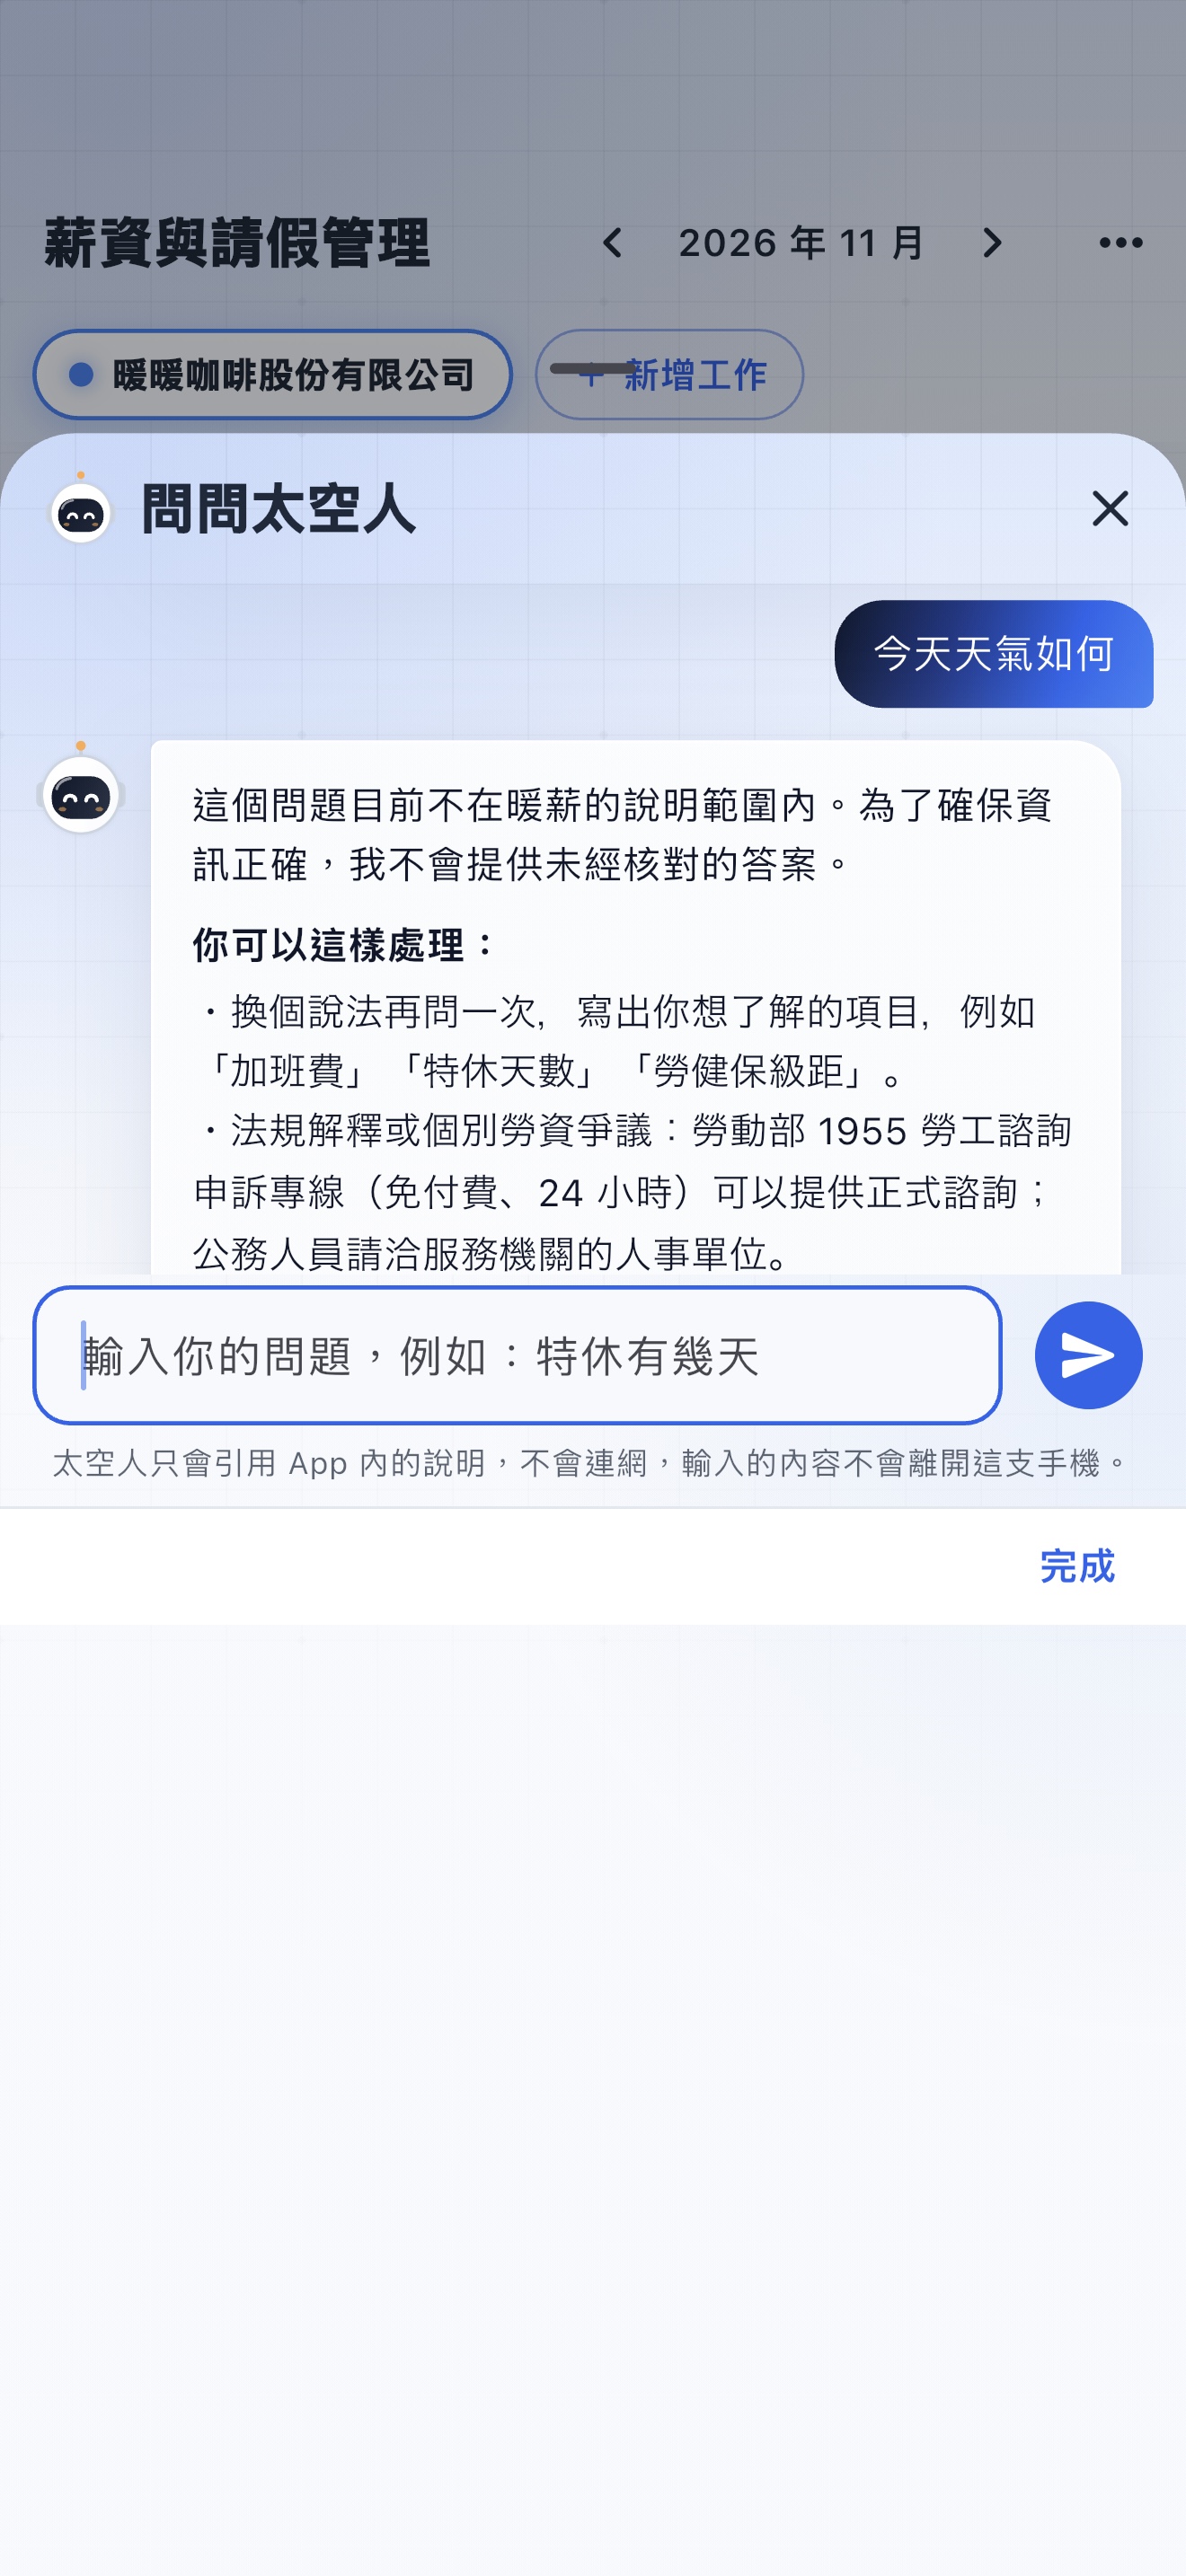 薪資與請假管理
2026 年 11 月
暖暖咖啡股份有限公司
+ 新增工作
問問太空人
今天天氣如何
這個問題目前不在暖薪的說明範圍內。為了確保資
訊正確，我不會提供未經核對的答案。
你可以這樣處理：
・換個說法再問一次，寫出你想了解的項目，例如
「加班費」「特休天數」「勞健保級距」。
・法規解釋或個別勞資爭議：勞動部 1955 勞工諮詢
申訴專線（免付費、24 小時）可以提供正式諮詢；
公務人員請洽服務機關的人事單位。
輸入你的問題，例如：特休有幾天
太空人只會引用 App 內的說明，不會連網，輸入的內容不會離開這支手機。
完成